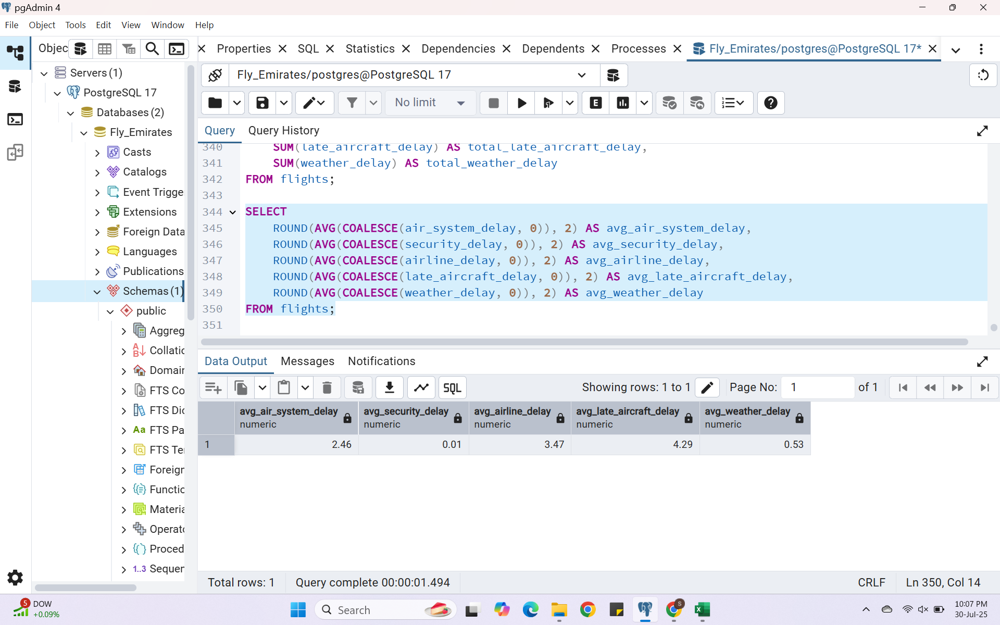 pgAdmin 4
File Object Tools Edit View Window Help
Objec
Properties SQL Statistics Dependencies Dependents Processes Fly_Emirates/postgres@PostgreSQL 17*
Servers (1)
PostgreSQL 17
Databases (2)
Fly_Emirates
Casts
Catalogs
Event Trigge
Extensions
Foreign Data
Languages
Publications
Schemas (1)
public
Aggreg
Collatic
Domair
FTS Co
FTS Dic
Aa FTS Pa
FTS Te
Foreigr
Functic
Materia
Operato
Proced
1..3 Sequer
Fly_Emirates/postgres@PostgreSQL 17
No limit
E
Query Query History
340 SUM(late_aircraft_delay) AS total_late_aircraft_delay,
341 SUM(weather_delay) AS total_weather_delay
342 FROM flights;
343
344 SELECT
345 ROUND(AVG(COALESCE(air_system_delay, 0)), 2) AS avg_air_system_delay,
346 ROUND(AVG(COALESCE(security_delay, 0)), 2) AS avg_security_delay,
347 ROUND(AVG(COALESCE(airline_delay, 0)), 2) AS avg_airline_delay,
348 ROUND(AVG(COALESCE(late_aircraft_delay, 0)), 2) AS avg_late_aircraft_delay,
349 ROUND(AVG(COALESCE(weather_delay, 0)), 2) AS avg_weather_delay
350 FROM flights;
351
Data Output Messages Notifications
SQL Showing rows: 1 to 1 Page No: 1 of 1
avg_air_system_delay avg_security_delay avg_airline_delay avg_late_aircraft_delay avg_weather_delay
numeric numeric numeric numeric numeric
1 2.46 0.01 3.47 4.29 0.53
Total rows: 1 Query complete 00:00:01.494 CRLF Ln 350, Col 14
5 DOW
+0.09%
Search
S
10:07 PM
30-Jul-25